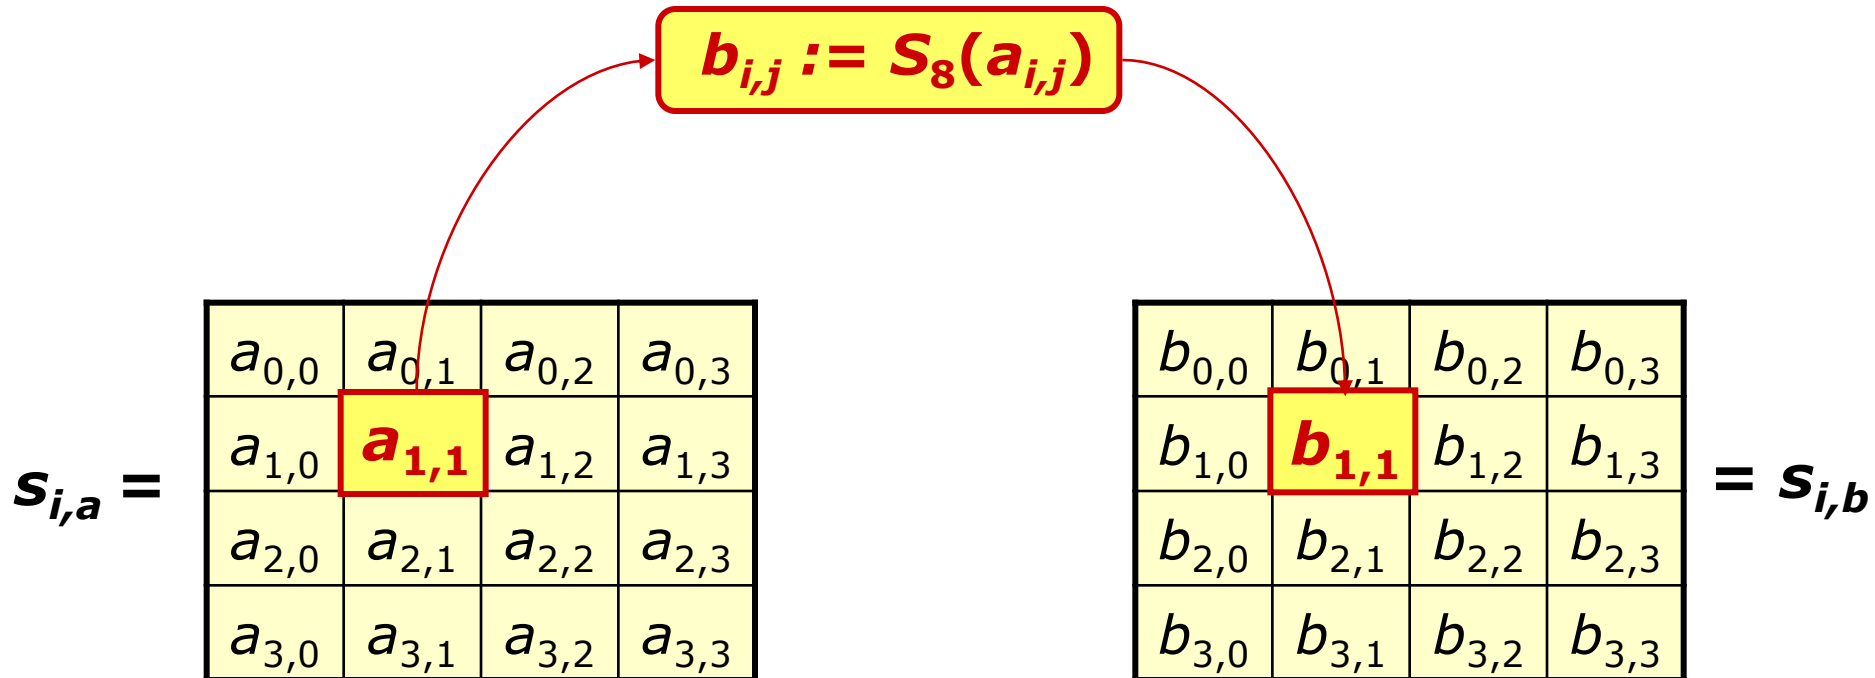 b_{i,j} := S_8(a_{i,j})
a_{0,0} a_{0,1} a_{0,2} a_{0,3}
a_{1,0} a_{1,1} a_{1,2} a_{1,3}
a_{2,0} a_{2,1} a_{2,2} a_{2,3}
a_{3,0} a_{3,1} a_{3,2} a_{3,3}
s_{i,a} =
b_{0,0} b_{0,1} b_{0,2} b_{0,3}
b_{1,0} b_{1,1} b_{1,2} b_{1,3}
b_{2,0} b_{2,1} b_{2,2} b_{2,3}
b_{3,0} b_{3,1} b_{3,2} b_{3,3}
= s_{i,b}